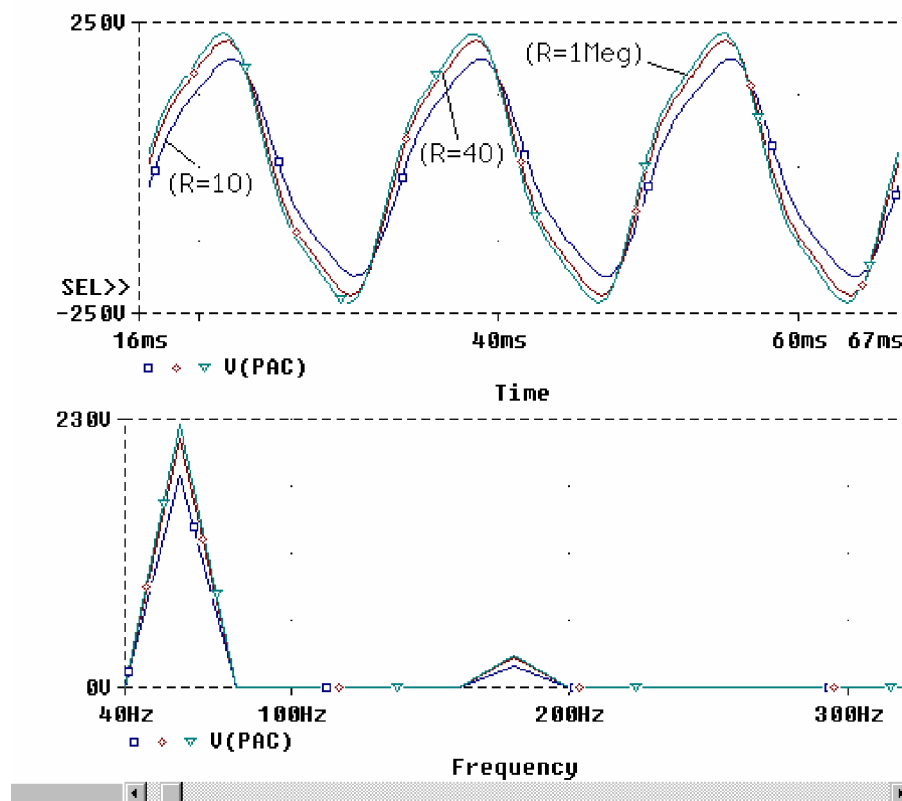 250V
(R=1Meg)
(R=40)
(R=10)
SEL>>
-250V
16ms 40ms 60ms 67ms
V(PAC)
Time
230V
0V
40Hz 100Hz 200Hz 300Hz
V(PAC)
Frequency